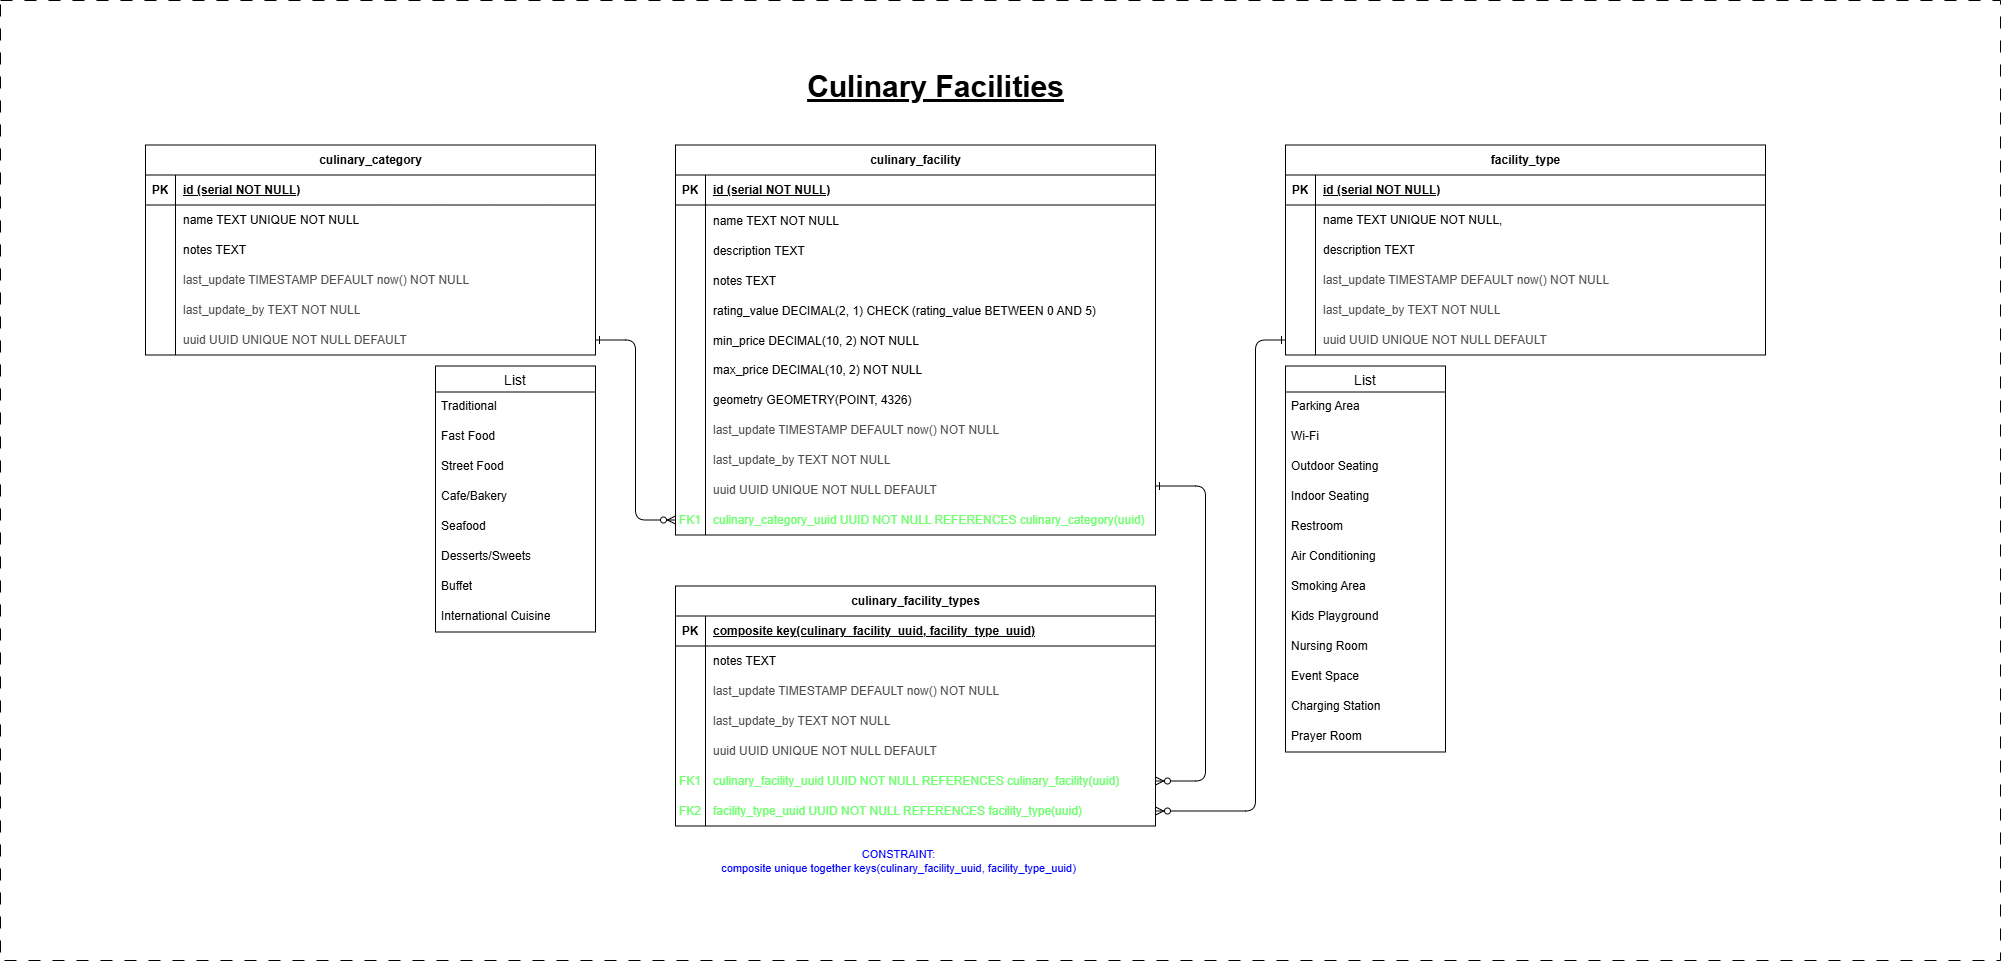 Culinary Facilities
culinary_category
PK id (serial NOT NULL)
name TEXT UNIQUE NOT NULL
notes TEXT
last_update TIMESTAMP DEFAULT now() NOT NULL
last_update_by TEXT NOT NULL
uuid UUID UNIQUE NOT NULL DEFAULT
List
Traditional
Fast Food
Street Food
Cafe/Bakery
Seafood
Desserts/Sweets
Buffet
International Cuisine
culinary_facility
PK id (serial NOT NULL)
name TEXT NOT NULL
description TEXT
notes TEXT
rating_value DECIMAL(2, 1) CHECK (rating_value BETWEEN 0 AND 5)
min_price DECIMAL(10, 2) NOT NULL
max_price DECIMAL(10, 2) NOT NULL
geometry GEOMETRY(POINT, 4326)
last_update TIMESTAMP DEFAULT now() NOT NULL
last_update_by TEXT NOT NULL
uuid UUID UNIQUE NOT NULL DEFAULT
FK1 culinary_category_uuid UUID NOT NULL REFERENCES culinary_category(uuid)
culinary_facility_types
PK composite key(culinary_facility_uuid, facility_type_uuid)
notes TEXT
last_update TIMESTAMP DEFAULT now() NOT NULL
last_update_by TEXT NOT NULL
uuid UUID UNIQUE NOT NULL DEFAULT
FK1 culinary_facility_uuid UUID NOT NULL REFERENCES culinary_facility(uuid)
FK2 facility_type_uuid UUID NOT NULL REFERENCES facility_type(uuid)
CONSTRAINT:
composite unique together keys(culinary_facility_uuid, facility_type_uuid)
facility_type
PK id (serial NOT NULL)
name TEXT UNIQUE NOT NULL,
description TEXT
last_update TIMESTAMP DEFAULT now() NOT NULL
last_update_by TEXT NOT NULL
uuid UUID UNIQUE NOT NULL DEFAULT
List
Parking Area
Wi-Fi
Outdoor Seating
Indoor Seating
Restroom
Air Conditioning
Smoking Area
Kids Playground
Nursing Room
Event Space
Charging Station
Prayer Room